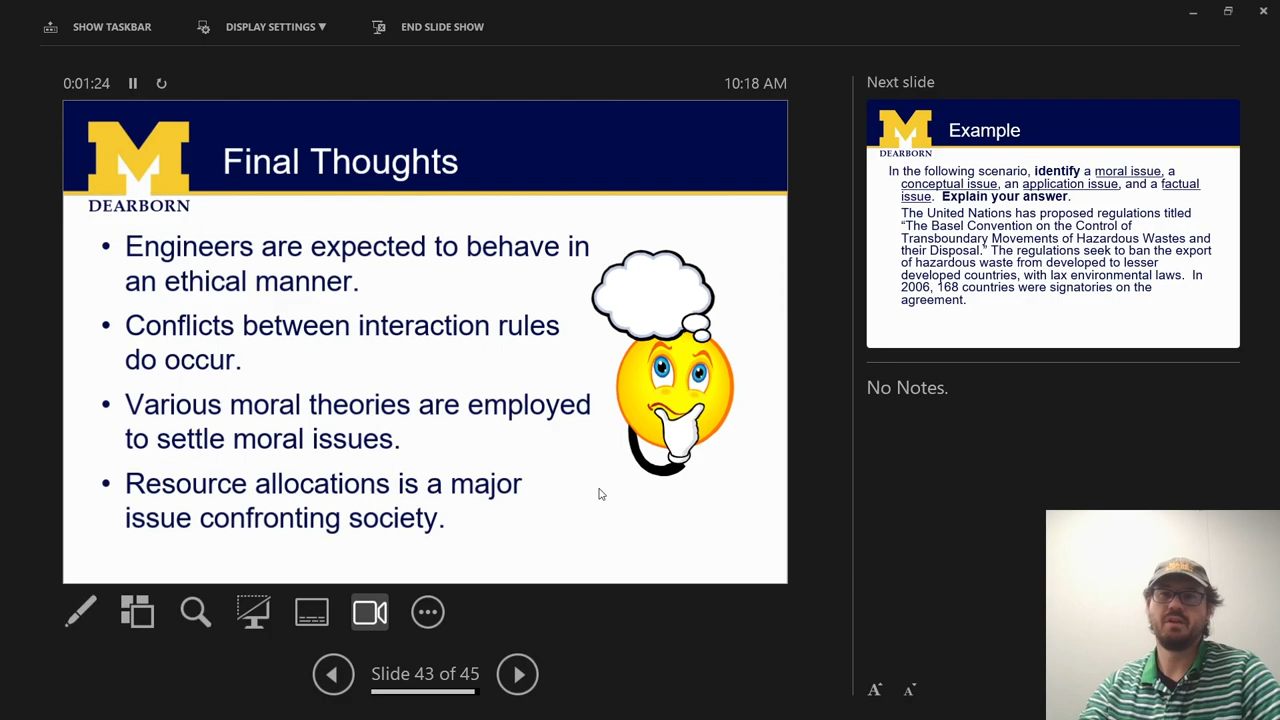 SHOW TASKBAR
DISPLAY SETTINGS ▼
END SLIDE SHOW
0:01:24
10:18 AM
M
DEARBORN
Final Thoughts
• Engineers are expected to behave in
an ethical manner.
• Conflicts between interaction rules
do occur.
• Various moral theories are employed
to settle moral issues.
• Resource allocations is a major
issue confronting society.
Slide 43 of 45
Next slide
M
DEARBORN
Example
In the following scenario, identify a moral issue, a
conceptual issue, an application issue, and a factual
issue. Explain your answer.
The United Nations has proposed regulations titled
“The Basel Convention on the Control of
Transboundary Movements of Hazardous Wastes and
their Disposal.” The regulations seek to ban the export
of hazardous waste from developed to lesser
developed countries, with lax environmental laws. In
2006, 168 countries were signatories on the
agreement.
No Notes.
A A